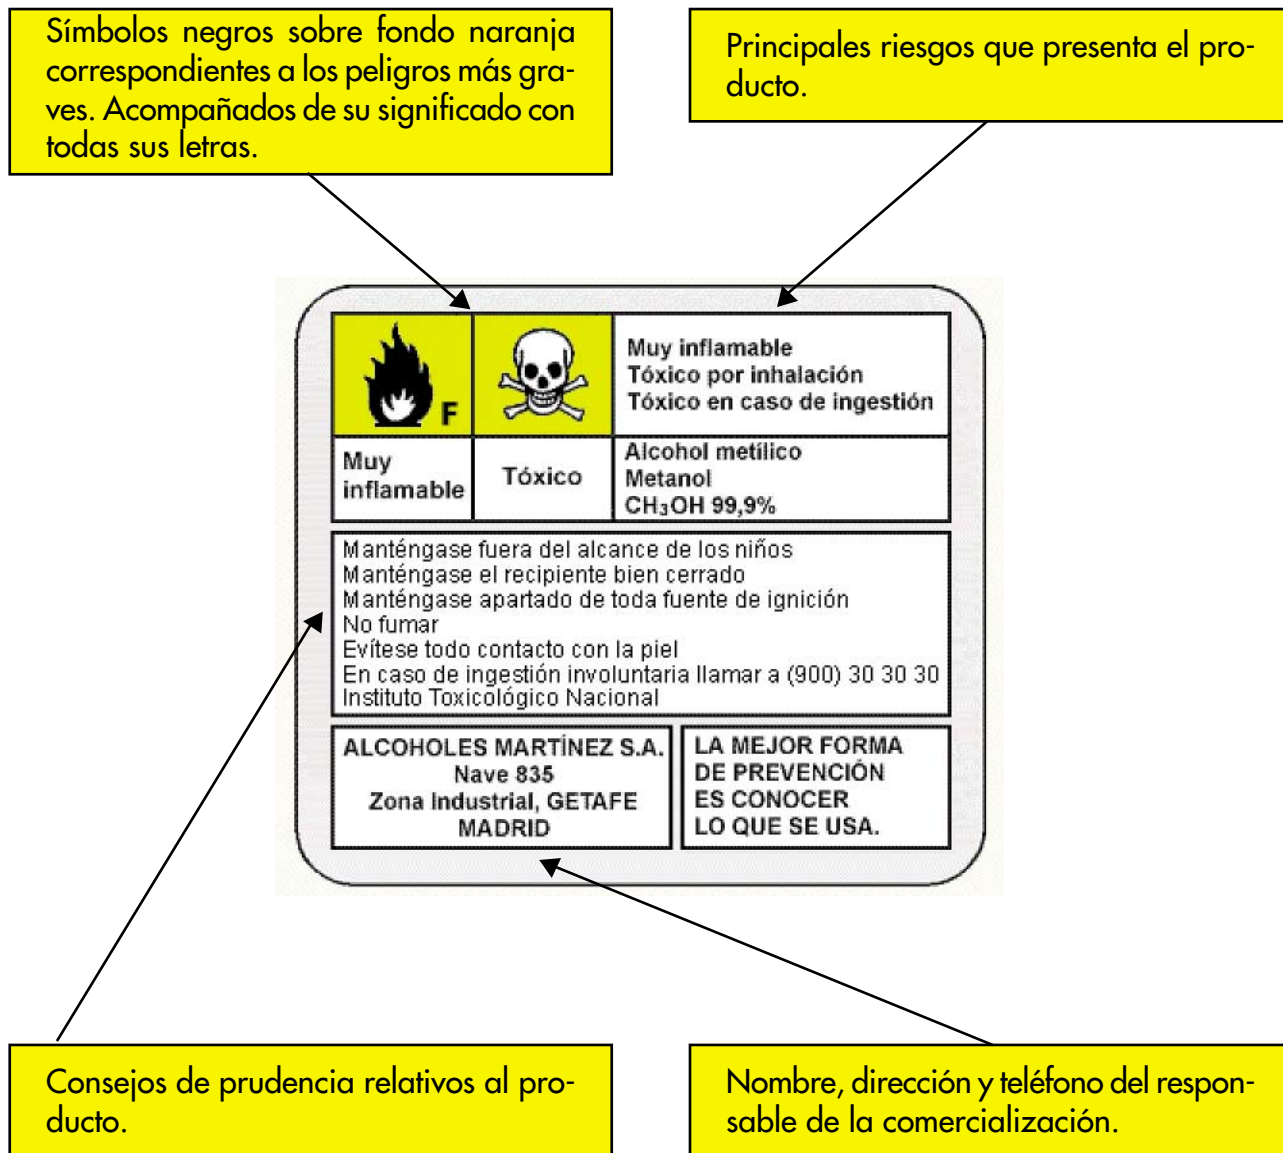 Símbolos negros sobre fondo naranja
correspondientes a los peligros más gra-
ves. Acompañados de su significado con
todas sus letras.
Principales riesgos que presenta el pro-
ducto.
F
Muy inflamable
Tóxico por inhalación
Tóxico en caso de ingestión
Muy
inflamable
Tóxico
Alcohol metílico
Metanol
CH₃OH 99,9%
Manténgase fuera del alcance de los niños
Manténgase el recipiente bien cerrado
Manténgase apartado de toda fuente de ignición
No fumar
Evítese todo contacto con la piel
En caso de ingestión involuntaria llamar a (900) 30 30 30
Instituto Toxicológico Nacional
ALCOHOLES MARTÍNEZ S.A.
Nave 835
Zona Industrial, GETAFE
MADRID
LA MEJOR FORMA
DE PREVENCIÓN
ES CONOCER
LO QUE SE USA.
Consejos de prudencia relativos al pro-
ducto.
Nombre, dirección y teléfono del respon-
sable de la comercialización.